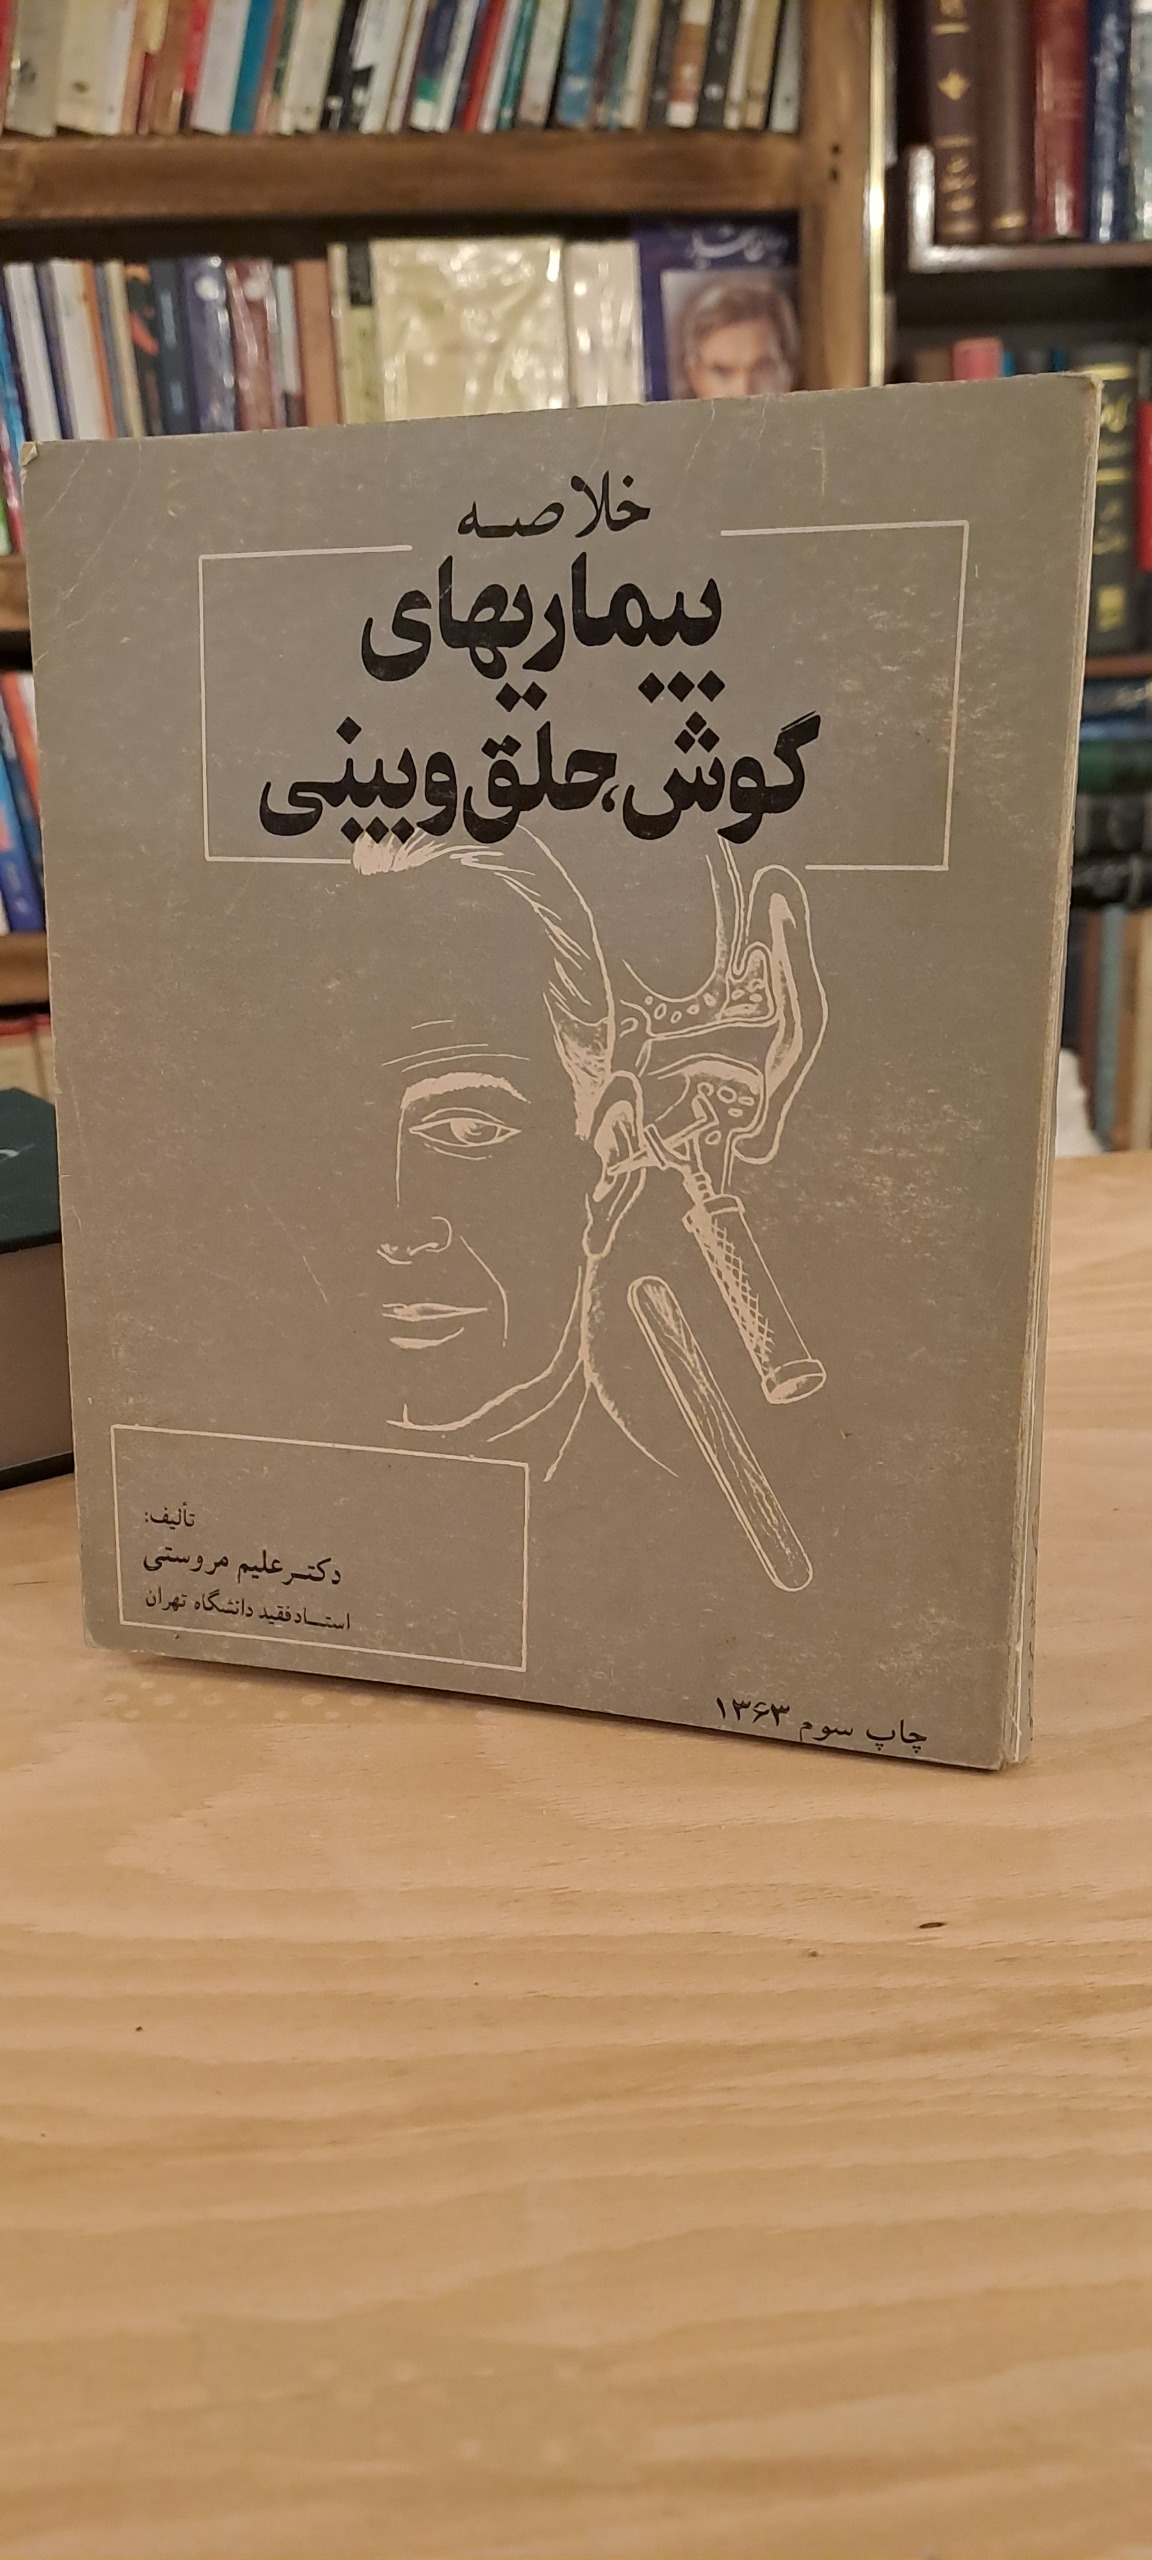 خلاصه
بیماریهای
گوش، حلق و بینی
تألیف:
دکتر علیم مروستی
استاد فقید دانشگاه تهران
چاپ سوم ۱۳۶۳